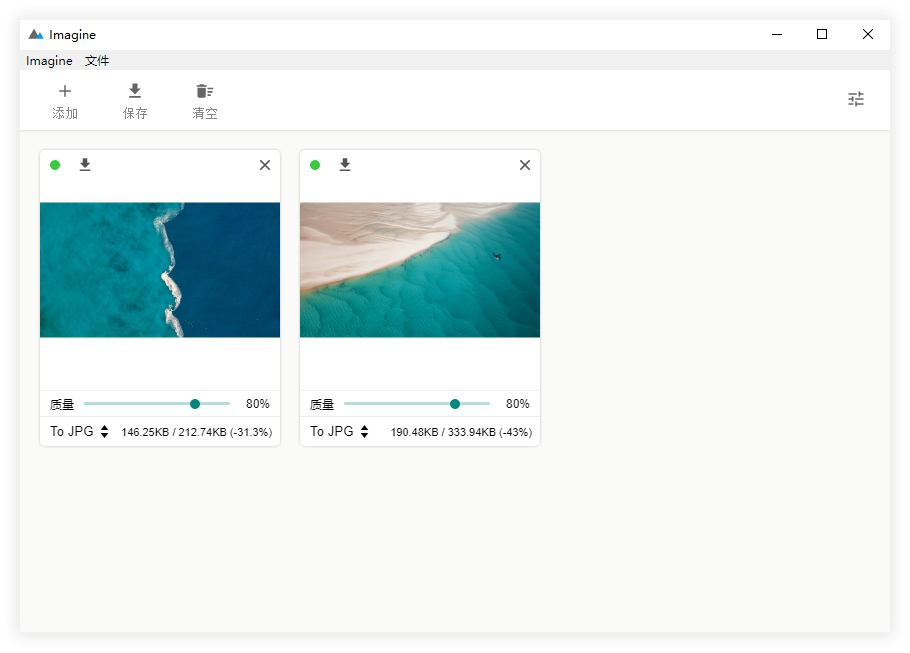 Imagine
Imagine 文件
添加 保存 清空
质量 80%
To JPG 146.25KB / 212.74KB (-31.3%)
质量 80%
To JPG 190.48KB / 333.94KB (-43%)